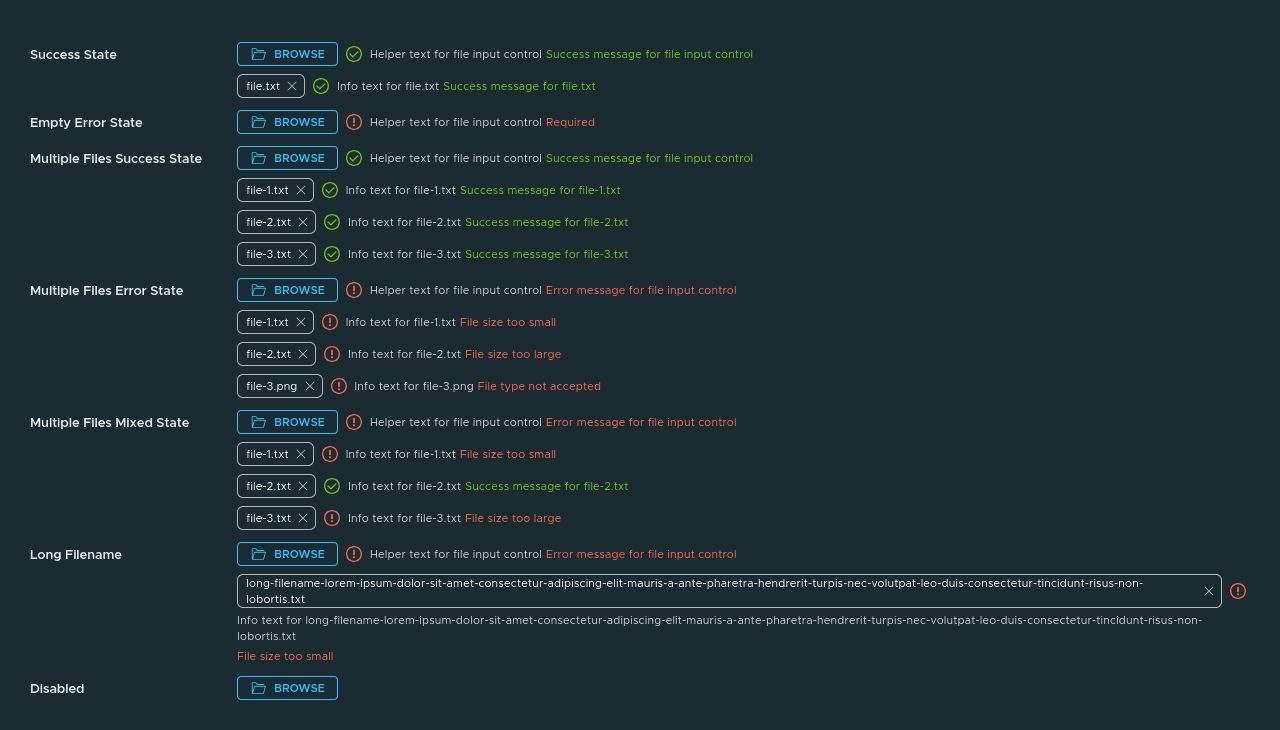 Success State BROWSE Helper text for file input control Success message for file input control
file.txt Info text for file.txt Success message for file.txt
Empty Error State BROWSE Helper text for file input control Required
Multiple Files Success State BROWSE Helper text for file input control Success message for file input control
file-1.txt Info text for file-1.txt Success message for file-1.txt
file-2.txt Info text for file-2.txt Success message for file-2.txt
file-3.txt Info text for file-3.txt Success message for file-3.txt
Multiple Files Error State BROWSE Helper text for file input control Error message for file input control
file-1.txt Info text for file-1.txt File size too small
file-2.txt Info text for file-2.txt File size too large
file-3.png Info text for file-3.png File type not accepted
Multiple Files Mixed State BROWSE Helper text for file input control Error message for file input control
file-1.txt Info text for file-1.txt File size too small
file-2.txt Info text for file-2.txt Success message for file-2.txt
file-3.txt Info text for file-3.txt File size too large
Long Filename BROWSE Helper text for file input control Error message for file input control
long-filename-lorem-ipsum-dolor-sit-amet-consectetur-adipiscing-elit-mauris-a-ante-pharetra-hendrerit-turpis-nec-volutpat-leo-duis-consectetur-tincidunt-risus-non-
lobortis.txt
Info text for long-filename-lorem-ipsum-dolor-sit-amet-consectetur-adipiscing-elit-mauris-a-ante-pharetra-hendrerit-turpis-nec-volutpat-leo-duis-consectetur-tincidunt-risus-non-
lobortis.txt
File size too small
Disabled BROWSE